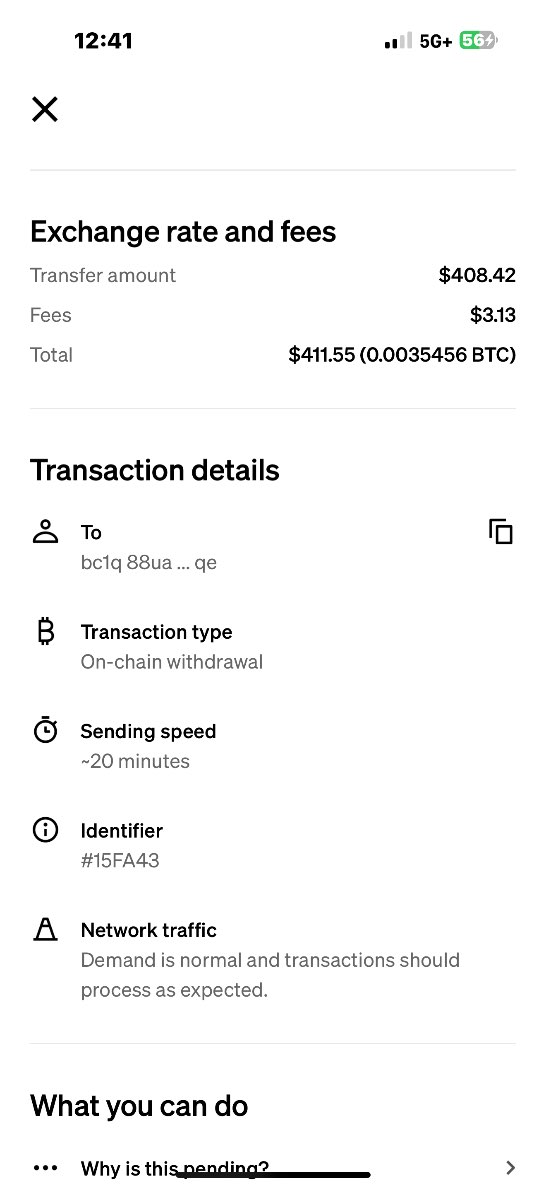 12:41
5G+ 56
Exchange rate and fees
Transfer amount $408.42
Fees $3.13
Total $411.55 (0.0035456 BTC)
Transaction details
To
bc1q 88ua ... qe
Transaction type
On-chain withdrawal
Sending speed
~20 minutes
Identifier
#15FA43
Network traffic
Demand is normal and transactions should
process as expected.
What you can do
Why is this pending?